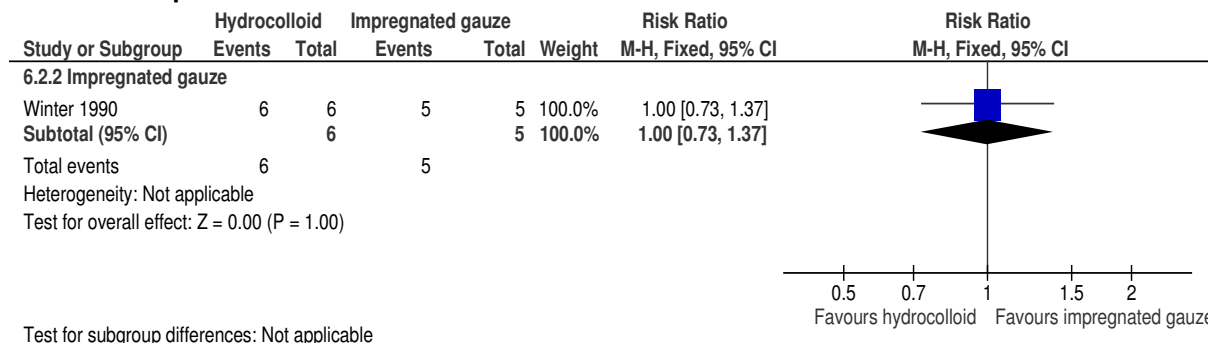 Hydrocolloid Impregnated gauze Risk Ratio Risk Ratio
Study or Subgroup Events Total Events Total Weight M-H, Fixed, 95% CI M-H, Fixed, 95% CI
6.2.2 Impregnated gauze
Winter 1990 6 6 5 5 100.0% 1.00 [0.73, 1.37]
Subtotal (95% CI) 6 5 100.0% 1.00 [0.73, 1.37]
Total events 6 5
Heterogeneity: Not applicable
Test for overall effect: Z = 0.00 (P = 1.00)
0.5 0.7 1 1.5 2
Favours hydrocolloid Favours impregnated gauze
Test for subgroup differences: Not applicable